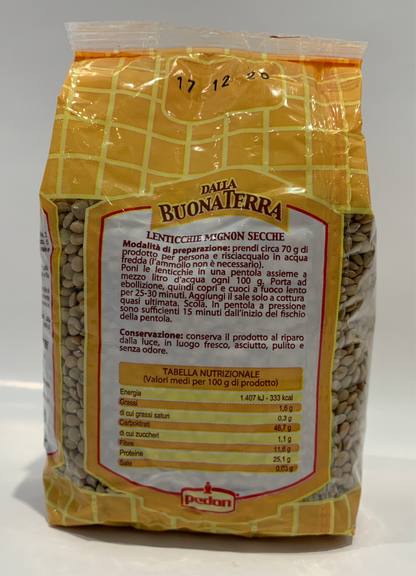 17 12 26
DALLA
BUONATERRA
LENTICCHIE MIGNON SECCHE
Modalità di preparazione: prendi circa 70 g di
prodotto per persona e risciacqualo in acqua
fredda (l'ammollo non è necessario).
Poni le lenticchie in una pentola assieme a
mezzo litro d'acqua ogni 100 g. Porta ad
ebollizione, quindi copri e cuoci a fuoco lento
per 25-30 minuti. Aggiungi il sale solo a cottura
quasi ultimata. Scola. In pentola a pressione
sono sufficienti 15 minuti dall'inizio del fischio
della pentola.
Conservazione: conserva il prodotto al riparo
dalla luce, in luogo fresco, asciutto, pulito e
senza odore.
TABELLA NUTRIZIONALE
(Valori medi per 100 g di prodotto)
Energia 1.407 kJ - 333 kcal
Grassi 1,6 g
di cui grassi saturi 0,3 g
Carboidrati 48,7 g
di cui zuccheri 1,1 g
Fibre 11,6 g
Proteine 25,1 g
Sale 0,03 g
pedon